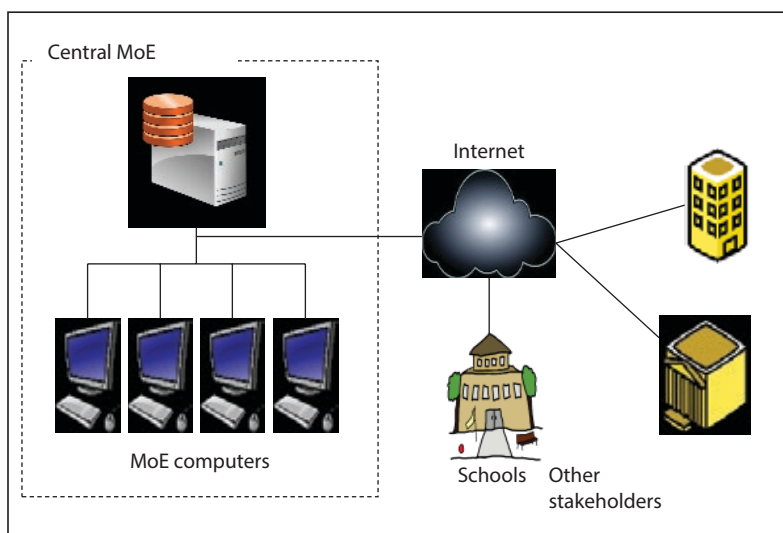 Central MoE
Internet
MoE computers
Schools
Other
stakeholders